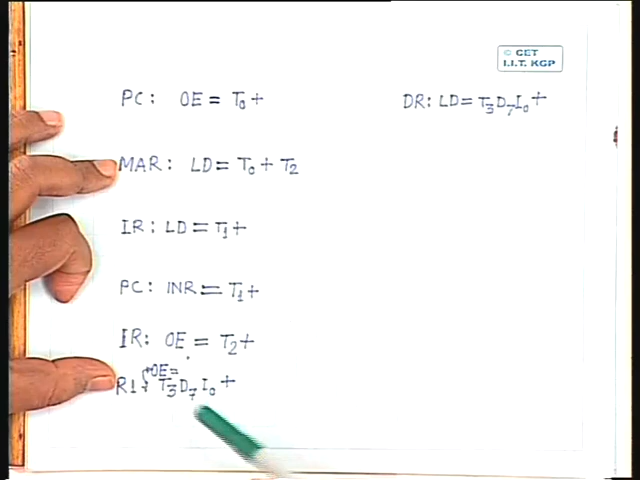 © CET
I.I.T. KGP
PC: OE = T₀ +
DR: LD = T₃D₇I₀ +
MAR: LD = T₀ + T₂
IR: LD = T₁ +
PC: INR = T₁ +
IR: OE = T₂ +
OE =
R1: T₃D₇I₀ +